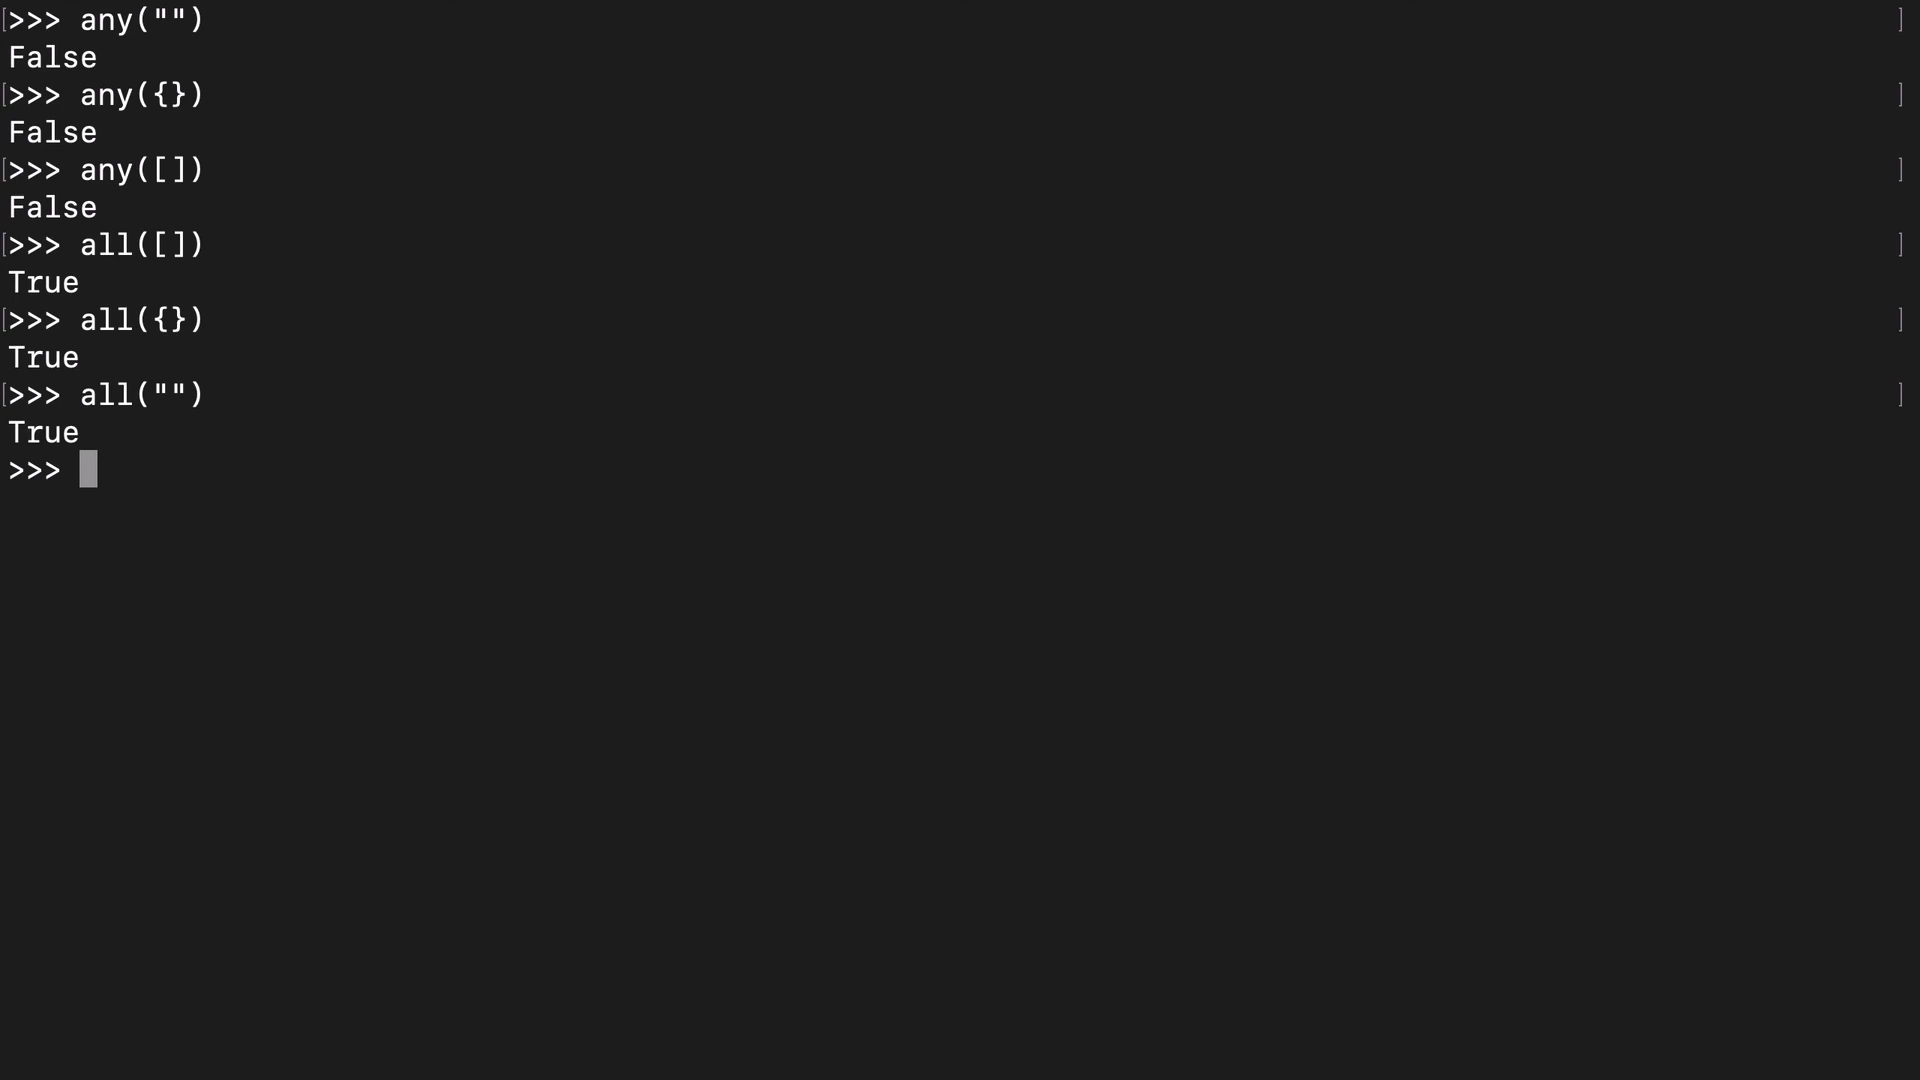 [>>> any("") ]
False
[>>> any({}) ]
False
[>>> any([]) ]
False
[>>> all([]) ]
True
[>>> all({}) ]
True
[>>> all("") ]
True
>>>